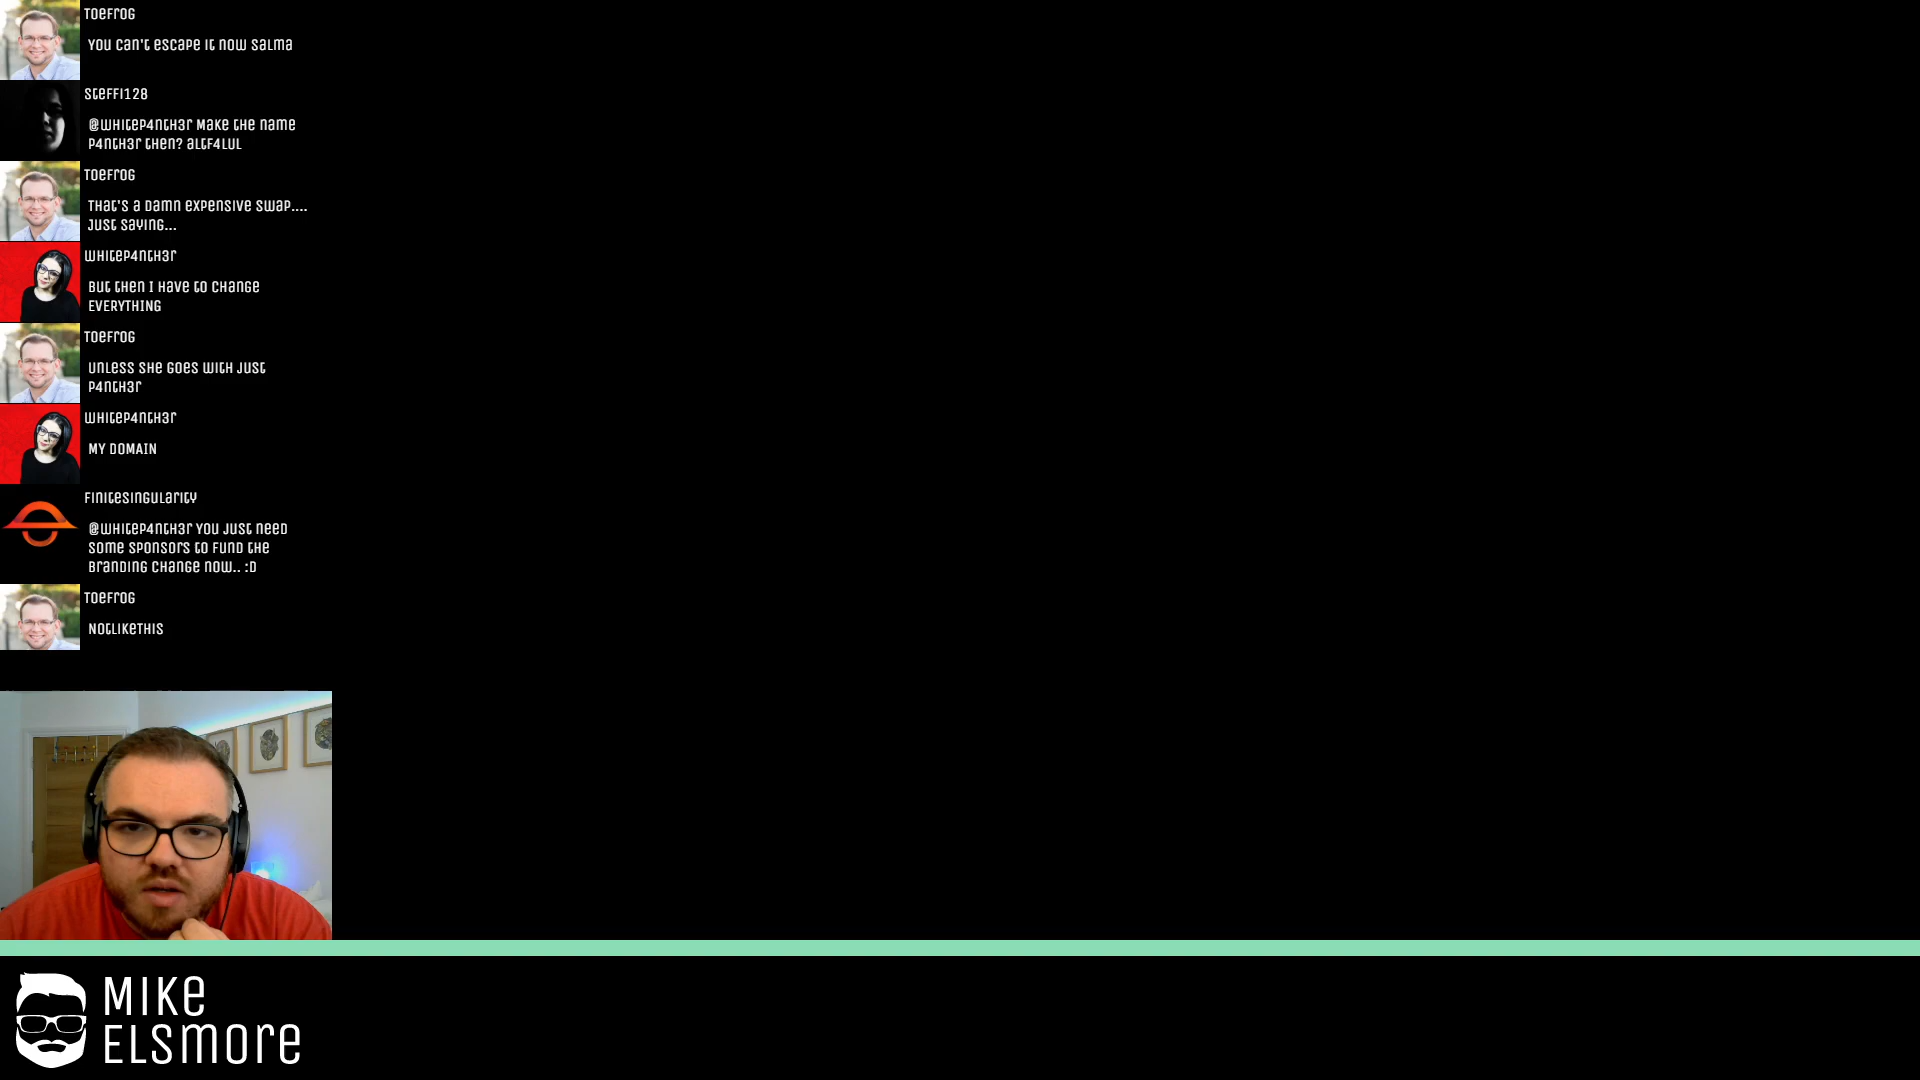 ToeFrog
You can't escape it now Salma
Steffi128
@whitep4nth3r Make the name
p4nth3r then? altf4LUL
ToeFrog
That's a damn expensive swap....
Just saying...
whitep4nth3r
But then I have to change
EVERYTHING
ToeFrog
unless she goes with just
p4nth3r
whitep4nth3r
MY DOMAIN
FiniteSingularity
@whitep4nth3r you just need
some sponsors to fund the
branding change now.. :D
ToeFrog
NotLikeThis
Mike
Elsmore